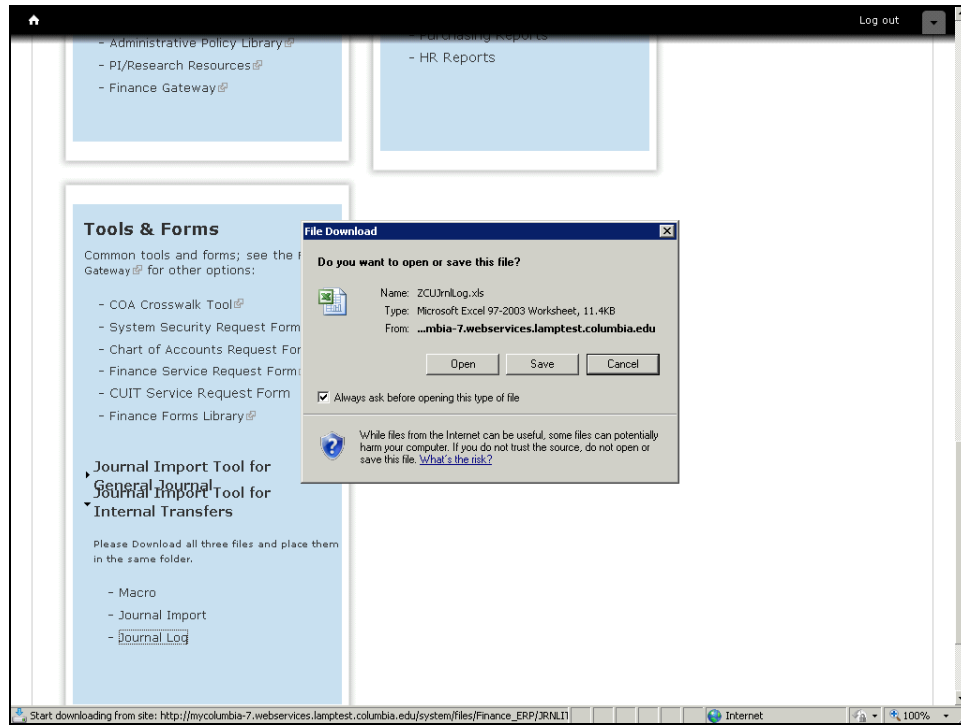 Log out
- Administrative Policy Library
- PI/Research Resources
- Finance Gateway
- Purchasing Reports
- HR Reports
Tools & Forms
Common tools and forms; see the
Gateway for other options:
- COA Crosswalk Tool
- System Security Request Form
- Chart of Accounts Request For
- Finance Service Request Form
- CUIT Service Request Form
- Finance Forms Library
Journal Import Tool for
General Journal
Journal Import Tool for
Internal Transfers
Please Download all three files and place them
in the same folder.
- Macro
- Journal Import
- Journal Log
File Download
Do you want to open or save this file?
Name: ZCUJrnlLog.xls
Type: Microsoft Excel 97-2003 Worksheet, 11.4KB
From: ...mbia-7.webservices.lamptest.columbia.edu
Open Save Cancel
Always ask before opening this type of file
While files from the Internet can be useful, some files can potentially
harm your computer. If you do not trust the source, do not open or
save this file. What's the risk?
Start downloading from site: http://mycolumbia-7.webservices.lamptest.columbia.edu/system/files/Finance_ERP/JRNLIT
Internet
100%